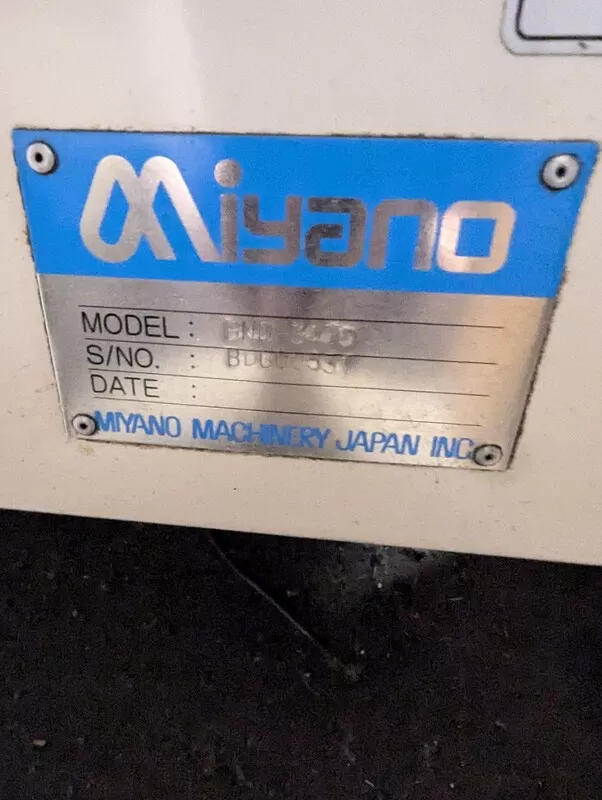 Miyano
MODEL :
S/NO. :
DATE :
MIYANO MACHINERY JAPAN INC.